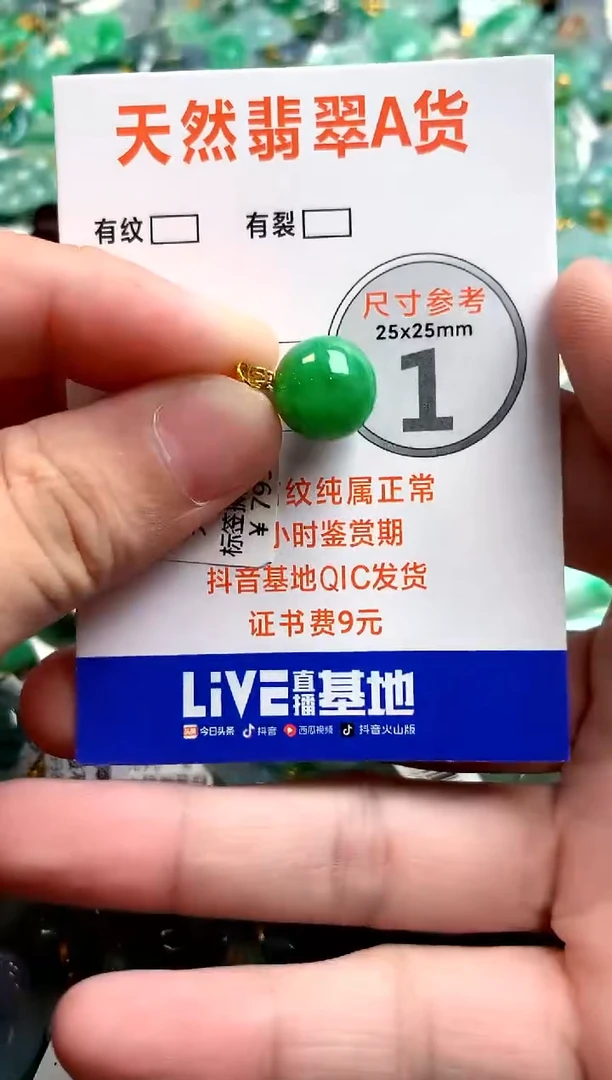 天然翡翠A货
有纹 有裂
尺寸参考
25x25mm
1
纹纯属正常
小时鉴赏期
抖音基地QIC发货
证书费9元
标签
¥ 79
LiVE直播基地
今日头条 抖音 西瓜视频 抖音火山版